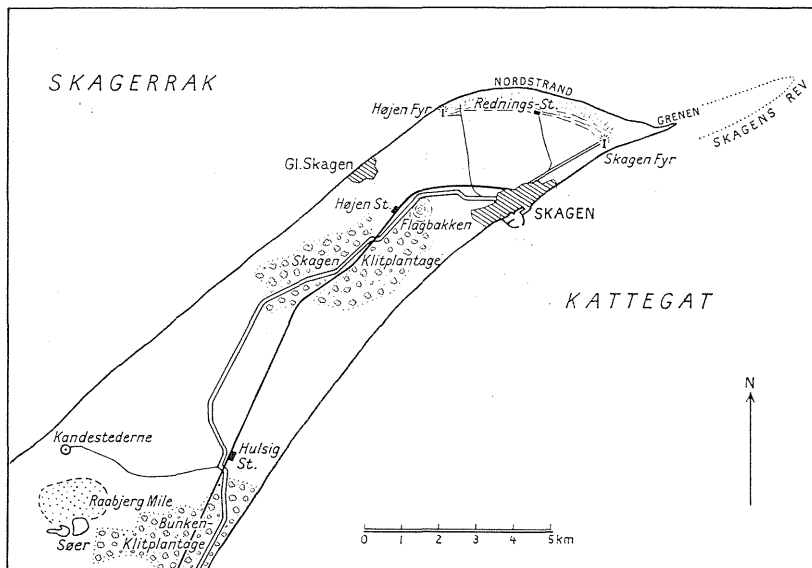 SKAGERRAK
NORDSTRAND
Højen Fyr
Rednings-St.
GRENEN
SKAGENS REV
Skagen Fyr
Gl. Skagen
Højen St.
Flagbakken
SKAGEN
Skagen
Klitplantage
KATTEGAT
N
Kandestederne
Hulsig
St.
Raabjerg Mile
Bunken-
Klitplantage
Søer
0 1 2 3 4 5 km